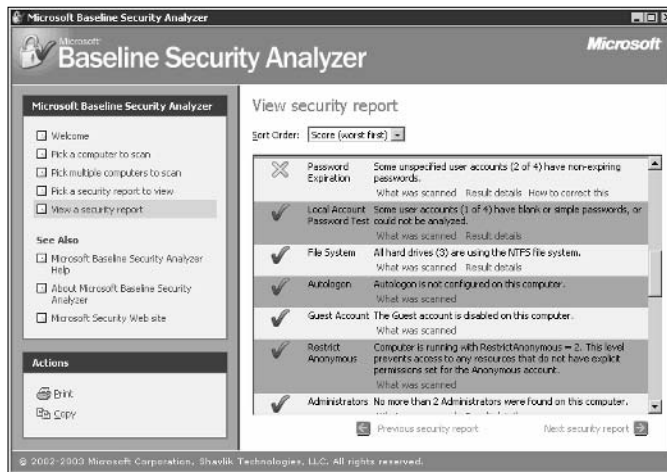 Microsoft Baseline Security Analyzer
Microsoft
Baseline Security Analyzer
Microsoft
Microsoft Baseline Security Analyzer
Welcome
Pick a computer to scan
Pick multiple computers to scan
Pick a security report to view
View a security report
See Also
Microsoft Baseline Security Analyzer
Help
About Microsoft Baseline Security
Analyzer
Microsoft Security Web site
Actions
Print
Copy
View security report
Sort Order: Score (worst first)
Password Expiration Some unspecified user accounts (2 of 4) have non-expiring
passwords.
What was scanned Result details How to correct this
Local Account Password Test Some user accounts (1 of 4) have blank or simple passwords, or
could not be analyzed.
What was scanned Result details
File System All hard drives (3) are using the NTFS file system.
What was scanned Result details
Autologon Autologon is not configured on this computer.
What was scanned
Guest Account The Guest account is disabled on this computer.
What was scanned
Restrict Anonymous Computer is running with RestrictAnonymous = 2. This level
prevents access to any resources that do not have explicit
permissions set for the Anonymous account.
What was scanned
Administrators No more than 2 Administrators were found on this computer.
Previous security report Next security report
© 2002-2003 Microsoft Corporation, Shavlik Technologies, LLC. All rights reserved.